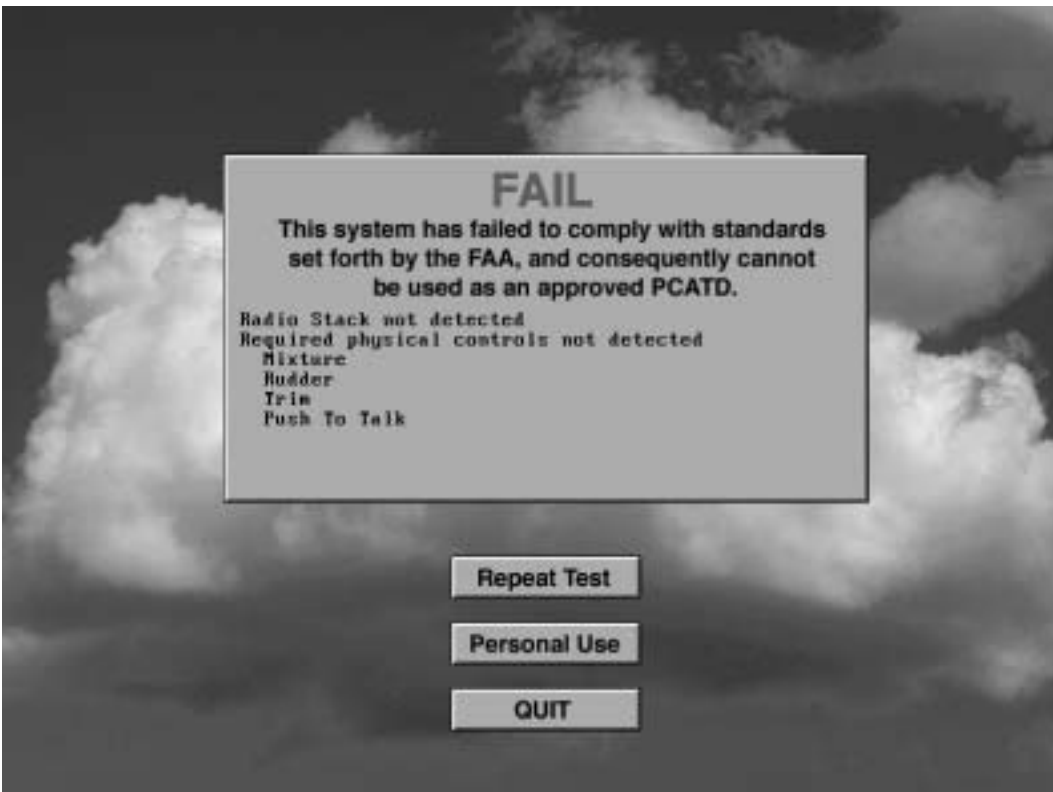 FAIL
This system has failed to comply with standards
set forth by the FAA, and consequently cannot
be used as an approved PCATD.
Radio Stack not detected
Required physical controls not detected
Mixture
Rudder
Trim
Push To Talk
Repeat Test
Personal Use
QUIT